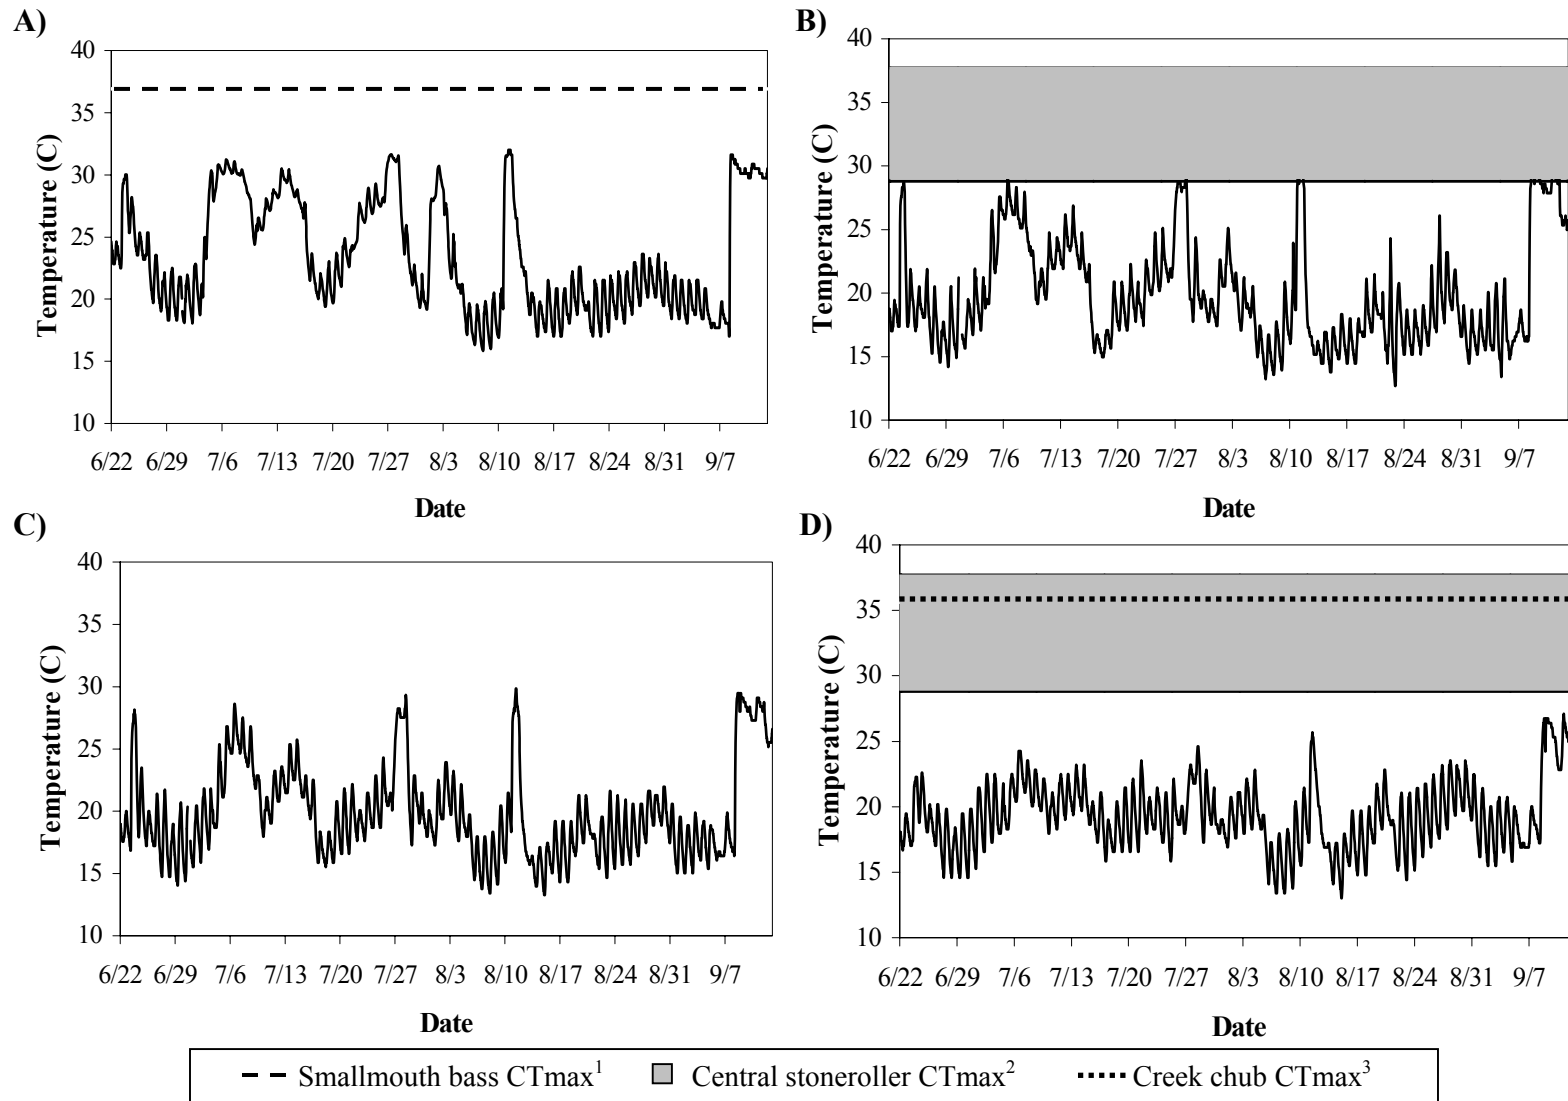 A)
40
35
30
25
20
15
10
Temperature (C)
6/22 6/29 7/6 7/13 7/20 7/27 8/3 8/10 8/17 8/24 8/31 9/7
Date
B)
40
35
30
25
20
15
10
Temperature (C)
6/22 6/29 7/6 7/13 7/20 7/27 8/3 8/10 8/17 8/24 8/31 9/7
Date
C)
40
35
30
25
20
15
10
Temperature (C)
6/22 6/29 7/6 7/13 7/20 7/27 8/3 8/10 8/17 8/24 8/31 9/7
Date
D)
40
35
30
25
20
15
10
Temperature (C)
6/22 6/29 7/6 7/13 7/20 7/27 8/3 8/10 8/17 8/24 8/31 9/7
Date
Smallmouth bass CTmax¹ Central stoneroller CTmax² Creek chub CTmax³